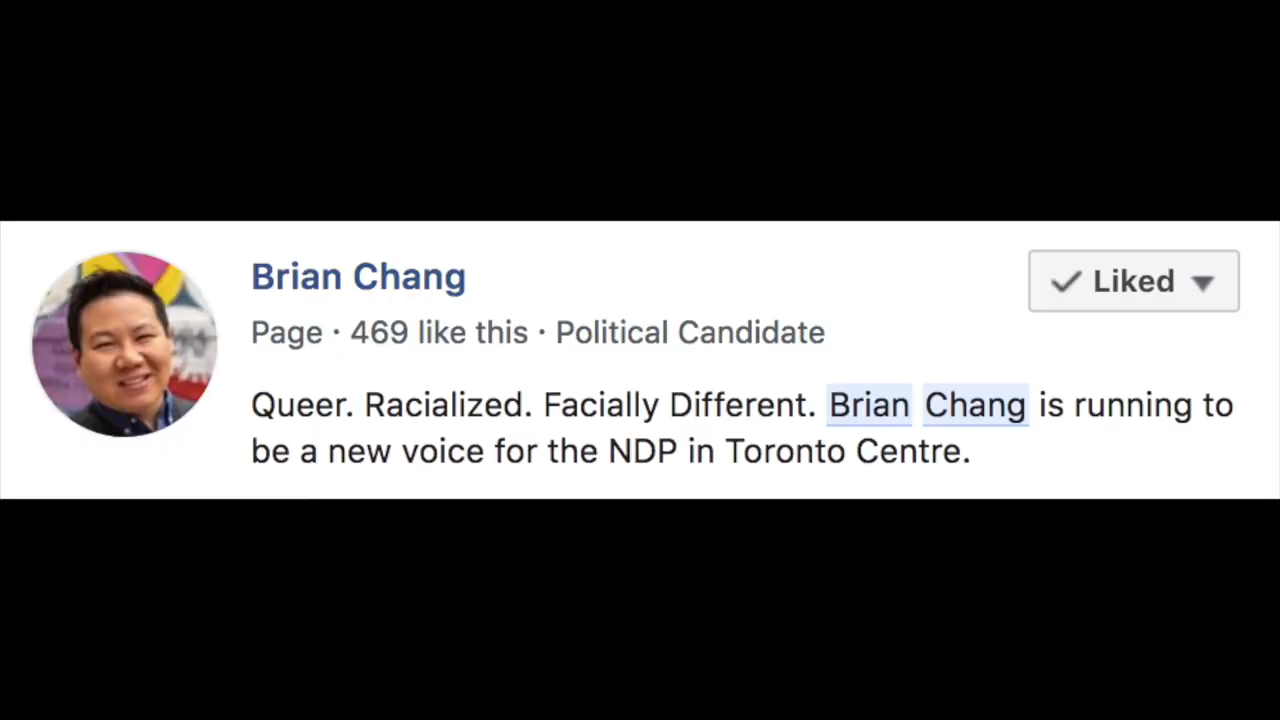 Brian Chang
Liked
Page · 469 like this · Political Candidate
Queer. Racialized. Facially Different. Brian Chang is running to
be a new voice for the NDP in Toronto Centre.